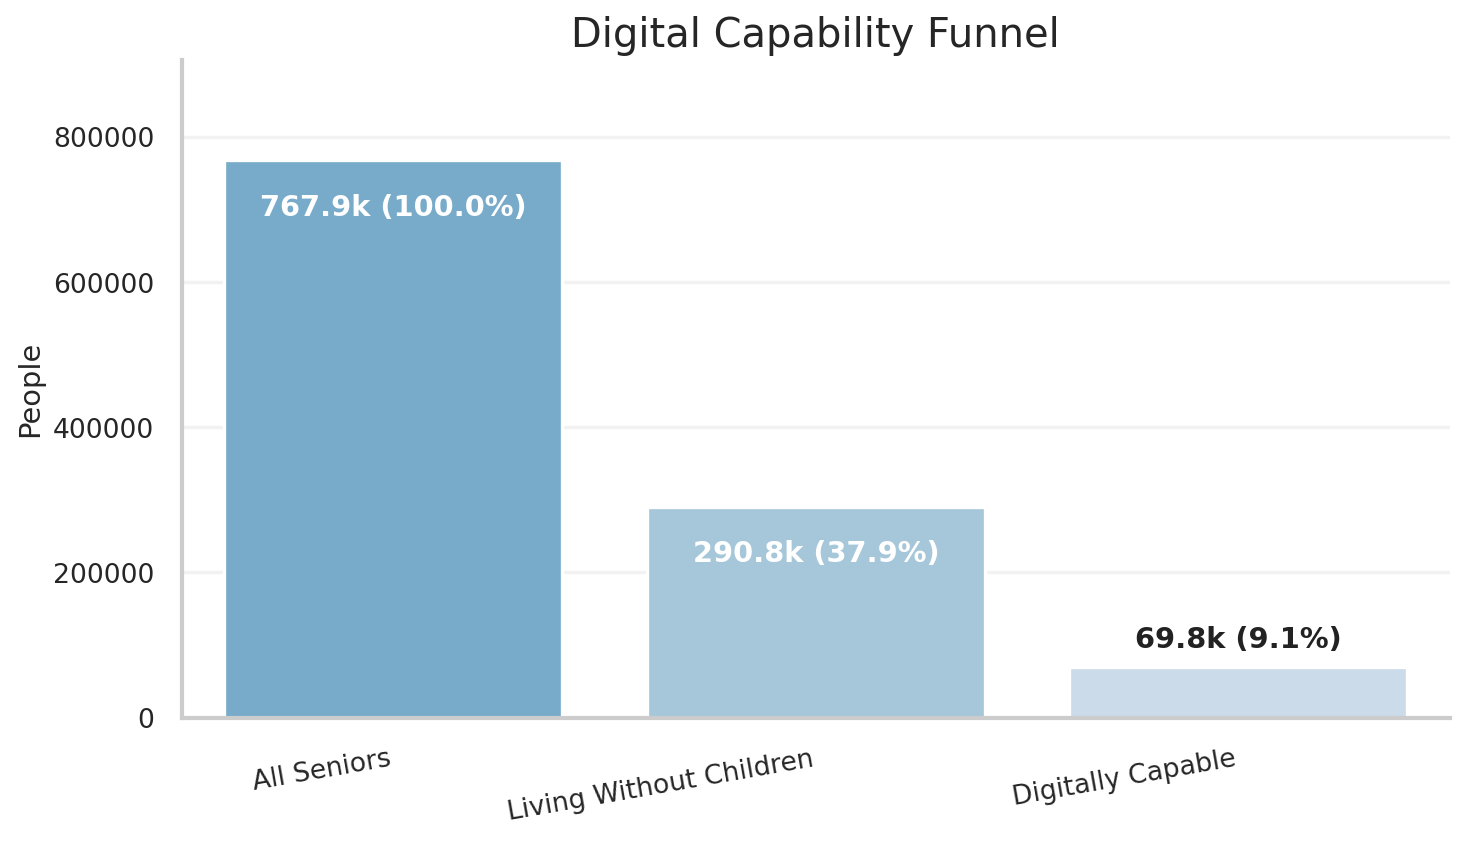 Digital Capability Funnel
People
800000
600000
400000
200000
0
767.9k (100.0%)
290.8k (37.9%)
69.8k (9.1%)
All Seniors
Living Without Children
Digitally Capable